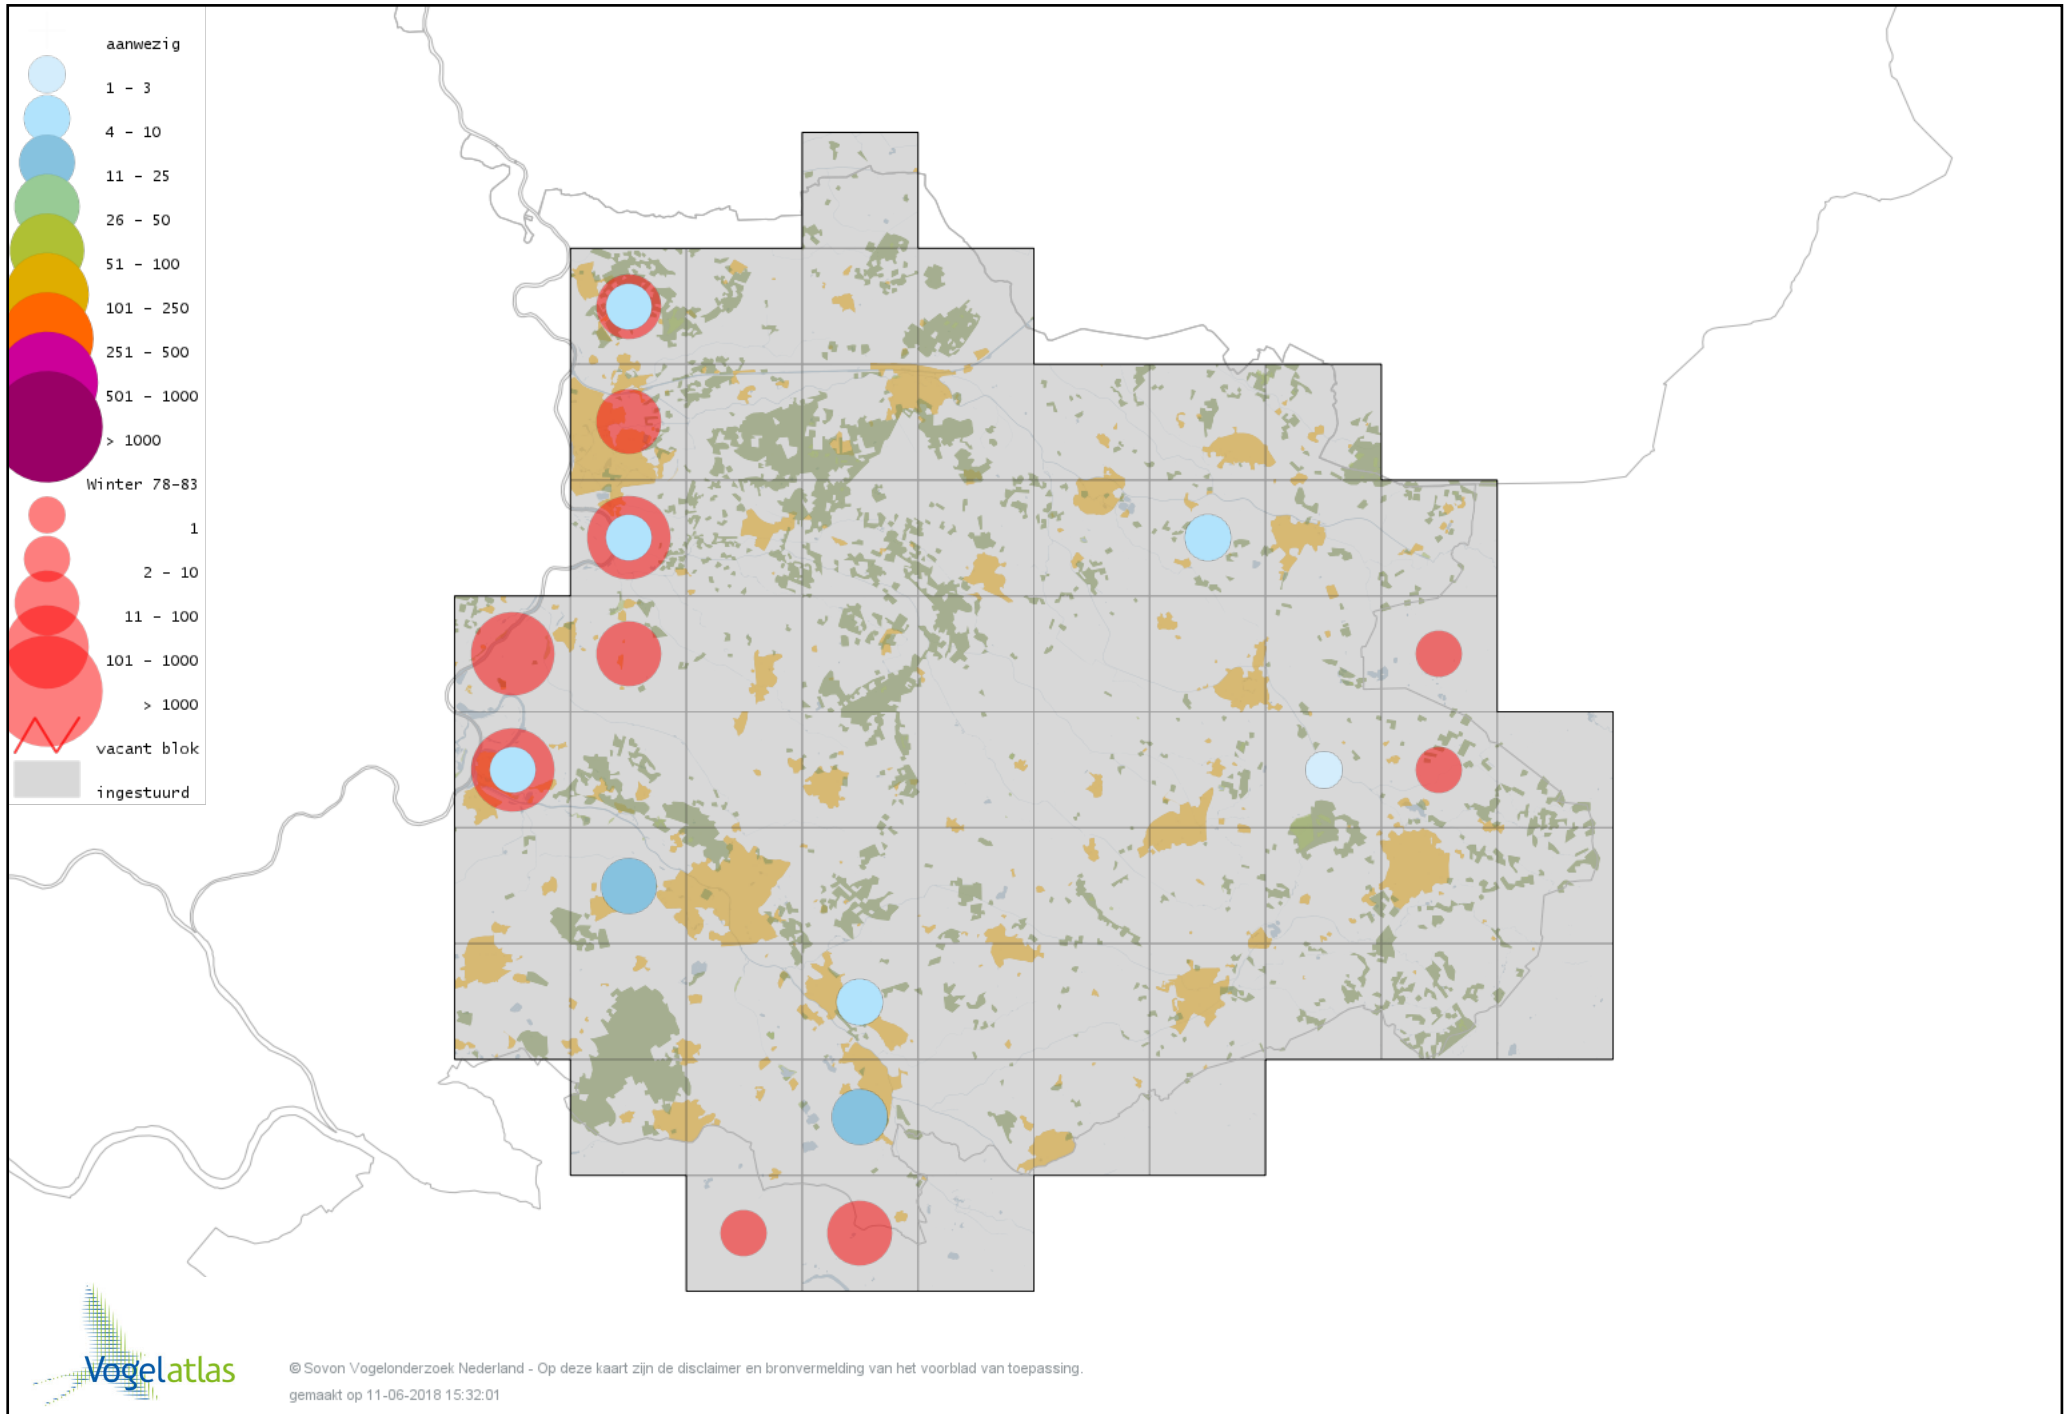 aanwezig
1 - 3
4 - 10
11 - 25
26 - 50
51 - 100
101 - 250
251 - 500
501 - 1000
> 1000
Winter 78-83
1
2 - 10
11 - 100
101 - 1000
> 1000
vacant blok
ingestuurd
Vogelatlas
© Sovon Vogelonderzoek Nederland - Op deze kaart zijn de disclaimer en bronvermelding van het voorblad van toepassing.
gemaakt op 11-06-2018 15:32:01